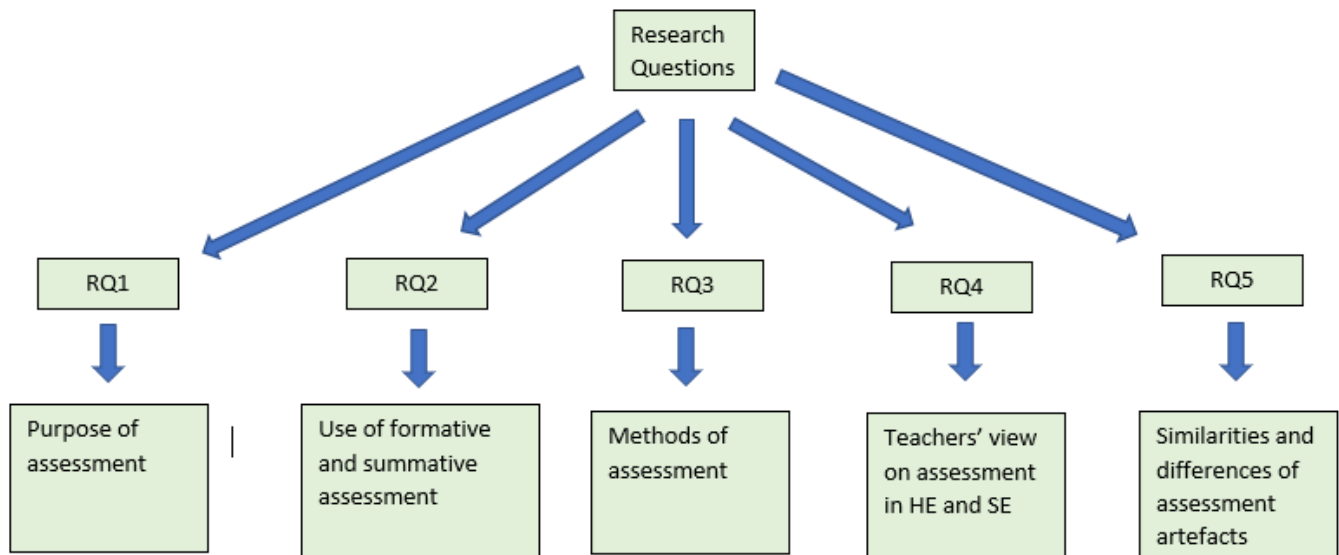 Research
Questions
RQ1
RQ2
RQ3
RQ4
RQ5
Purpose of
assessment
Use of formative
and summative
assessment
Methods of
assessment
Teachers’ view
on assessment
in HE and SE
Similarities and
differences of
assessment
artefacts